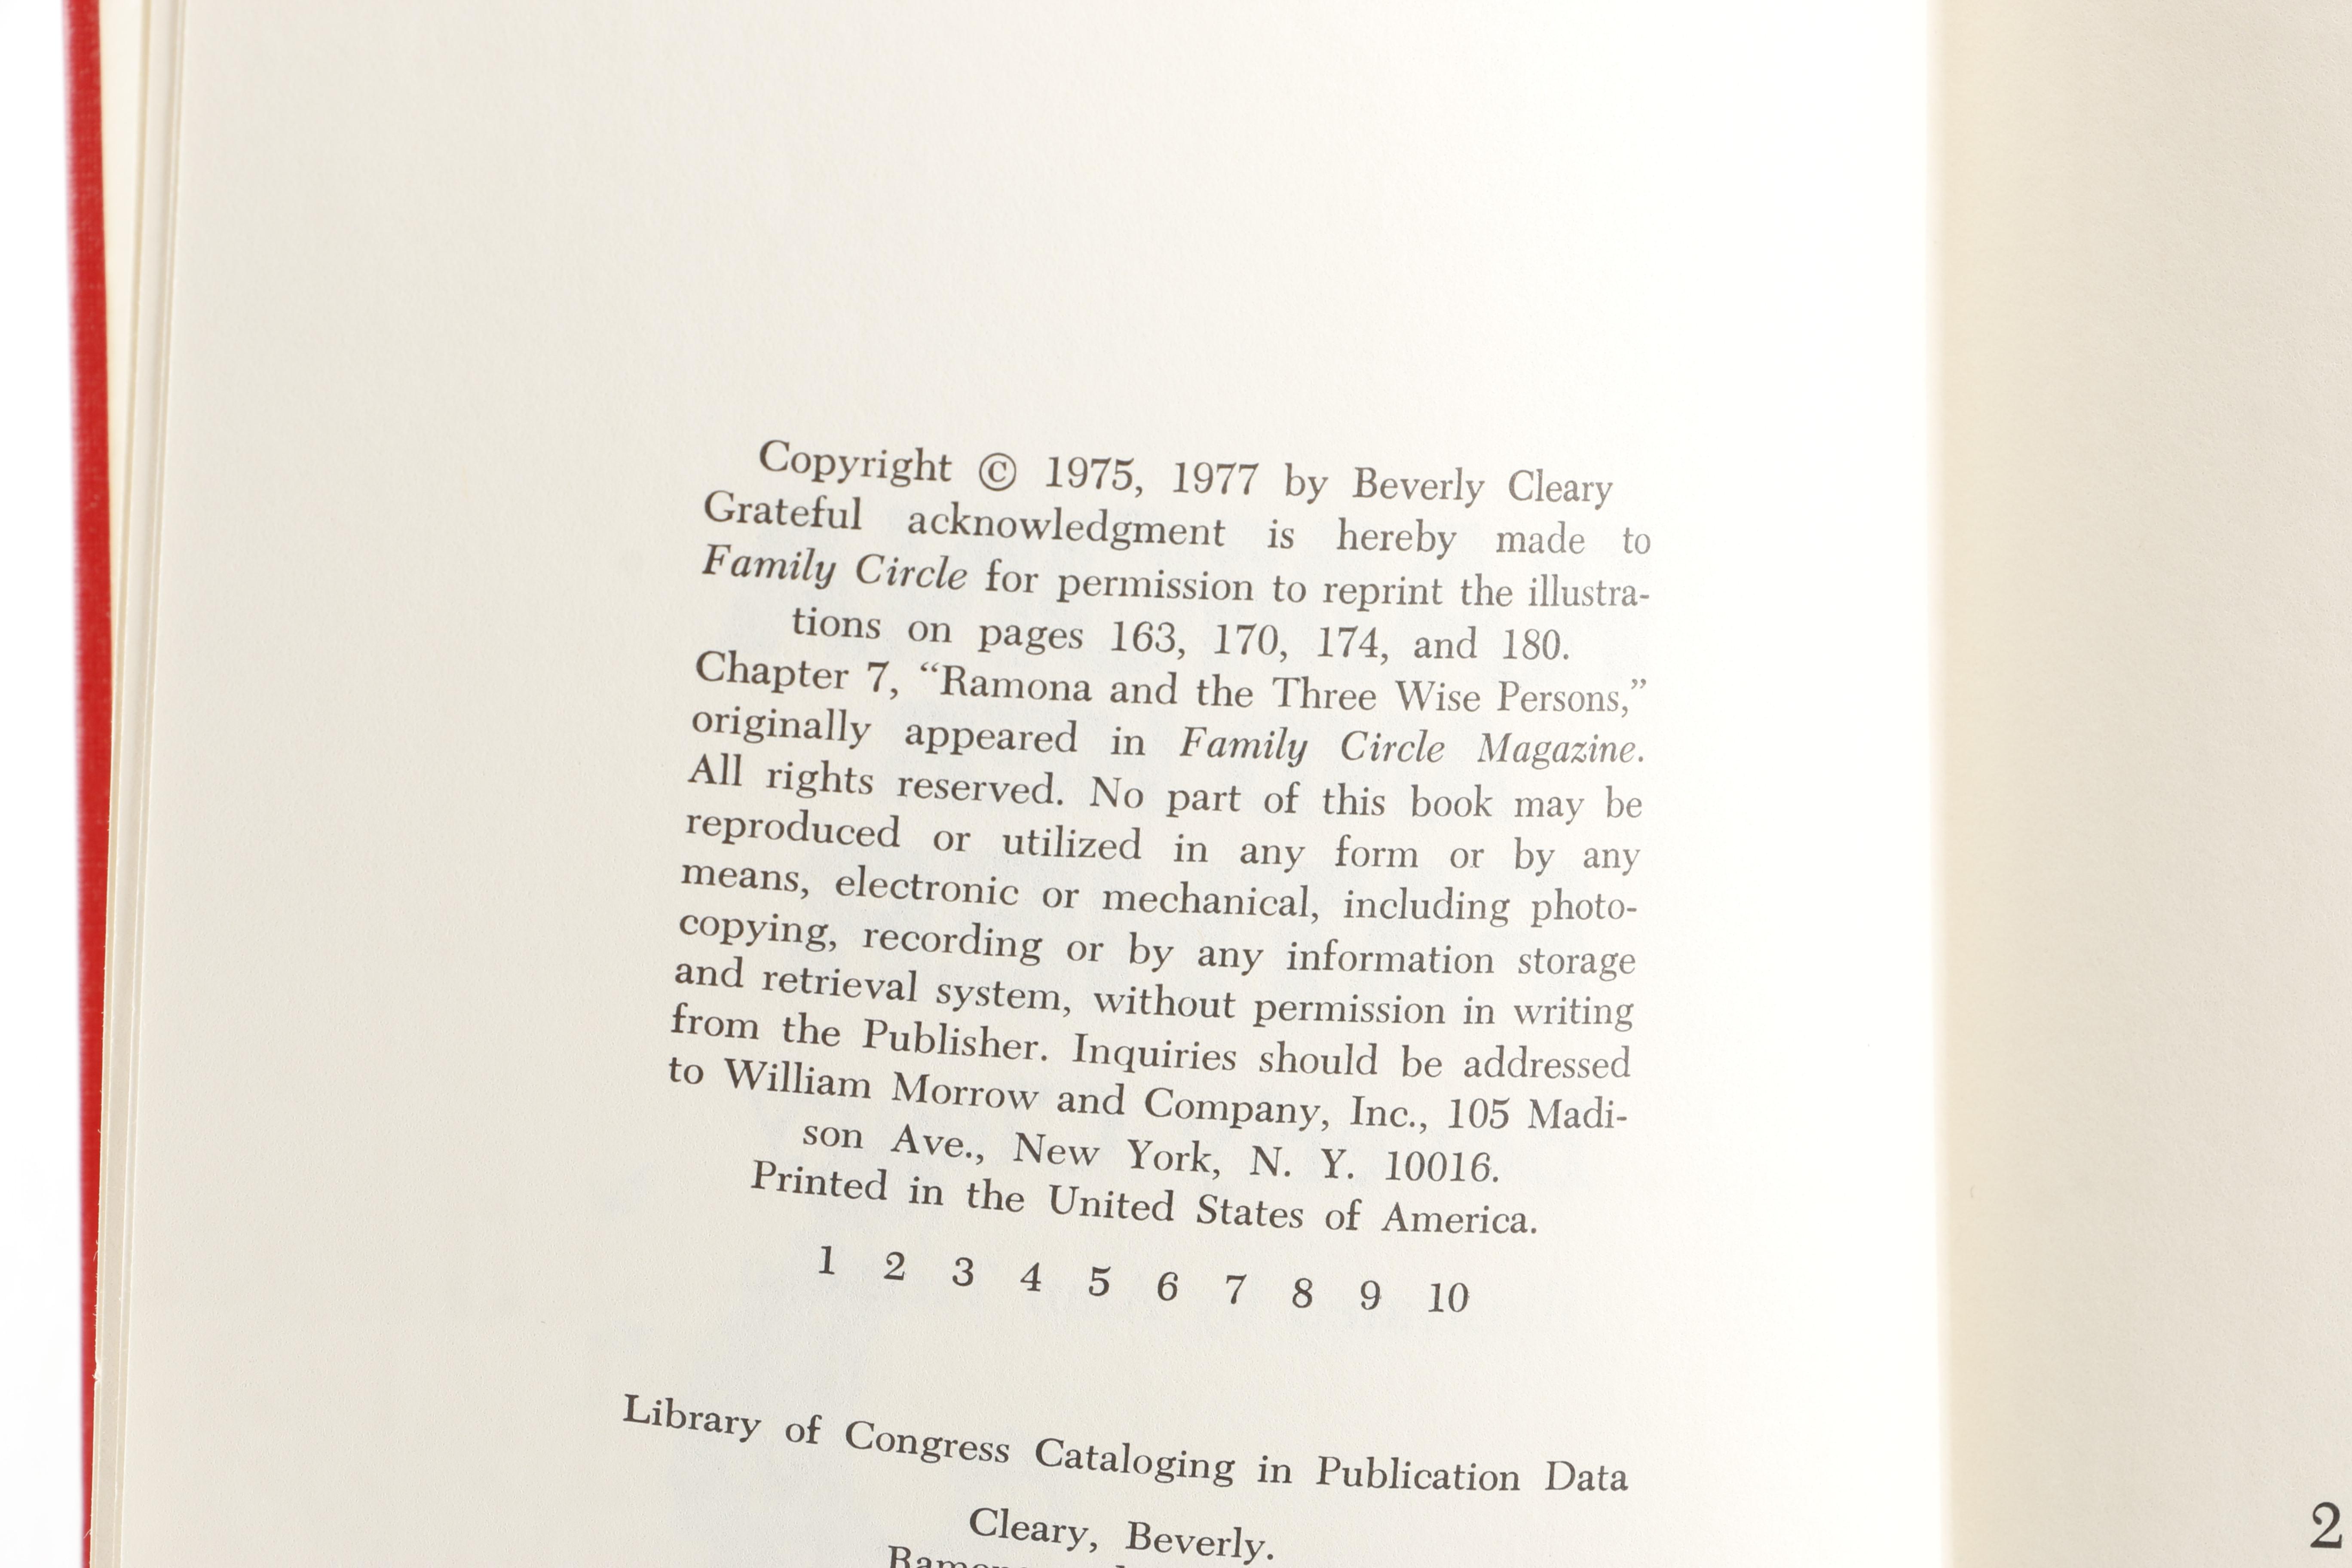 Copyright © 1975, 1977 by Beverly Cleary
Grateful acknowledgment is hereby made to
Family Circle for permission to reprint the illustra-
tions on pages 163, 170, 174, and 180.
Chapter 7, “Ramona and the Three Wise Persons,”
originally appeared in Family Circle Magazine.
All rights reserved. No part of this book may be
reproduced or utilized in any form or by any
means, electronic or mechanical, including photo-
copying, recording or by any information storage
and retrieval system, without permission in writing
from the Publisher. Inquiries should be addressed
to William Morrow and Company, Inc., 105 Madi-
son Ave., New York, N. Y. 10016.
Printed in the United States of America.
1 2 3 4 5 6 7 8 9 10
Library of Congress Cataloging in Publication Data
Cleary, Beverly.
2